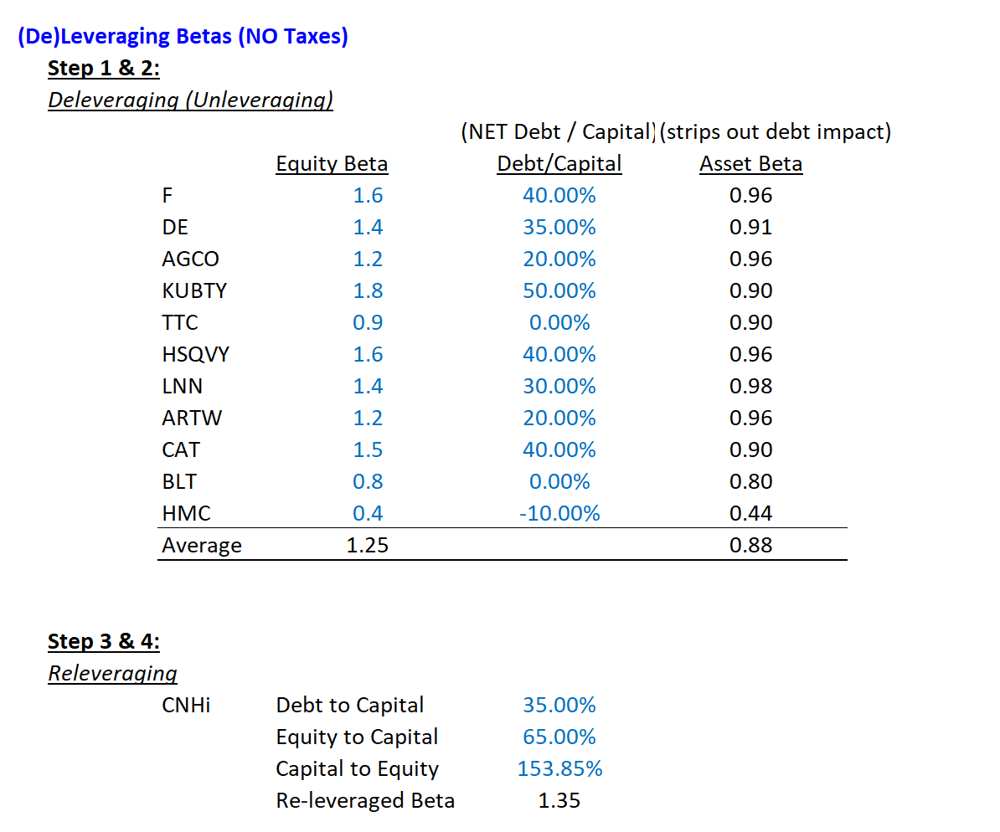 (De)Leveraging Betas (NO Taxes)
Step 1 & 2:
Deleveraging (Unleveraging)
(NET Debt / Capital) (strips out debt impact)
Equity Beta Debt/Capital Asset Beta
F 1.6 40.00% 0.96
DE 1.4 35.00% 0.91
AGCO 1.2 20.00% 0.96
KUBTY 1.8 50.00% 0.90
TTC 0.9 0.00% 0.90
HSQVY 1.6 40.00% 0.96
LNN 1.4 30.00% 0.98
ARTW 1.2 20.00% 0.96
CAT 1.5 40.00% 0.90
BLT 0.8 0.00% 0.80
HMC 0.4 -10.00% 0.44
Average 1.25 0.88
Step 3 & 4:
Releveraging
CNHi Debt to Capital 35.00%
Equity to Capital 65.00%
Capital to Equity 153.85%
Re-leveraged Beta 1.35